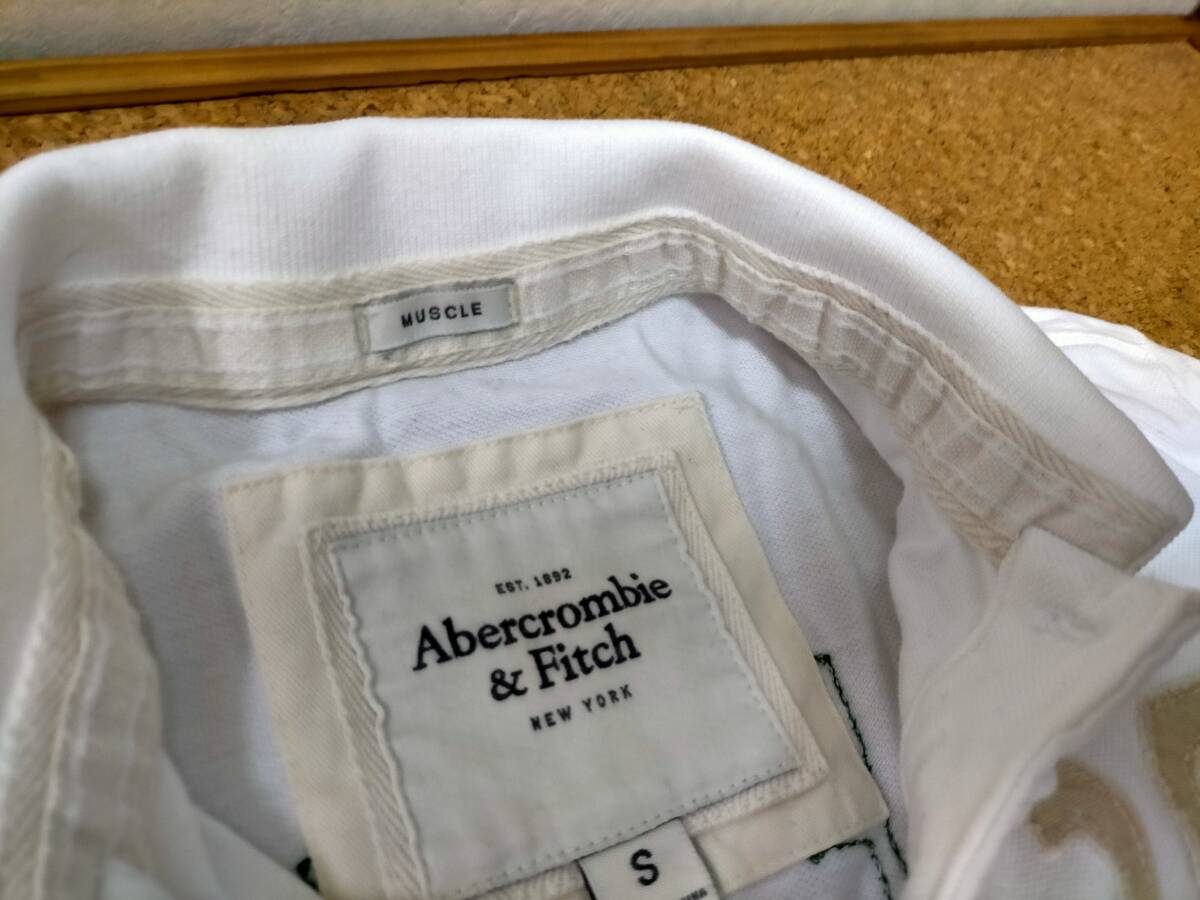 MUSCLE
EST. 1892
Abercrombie
& Fitch
NEW YORK
S